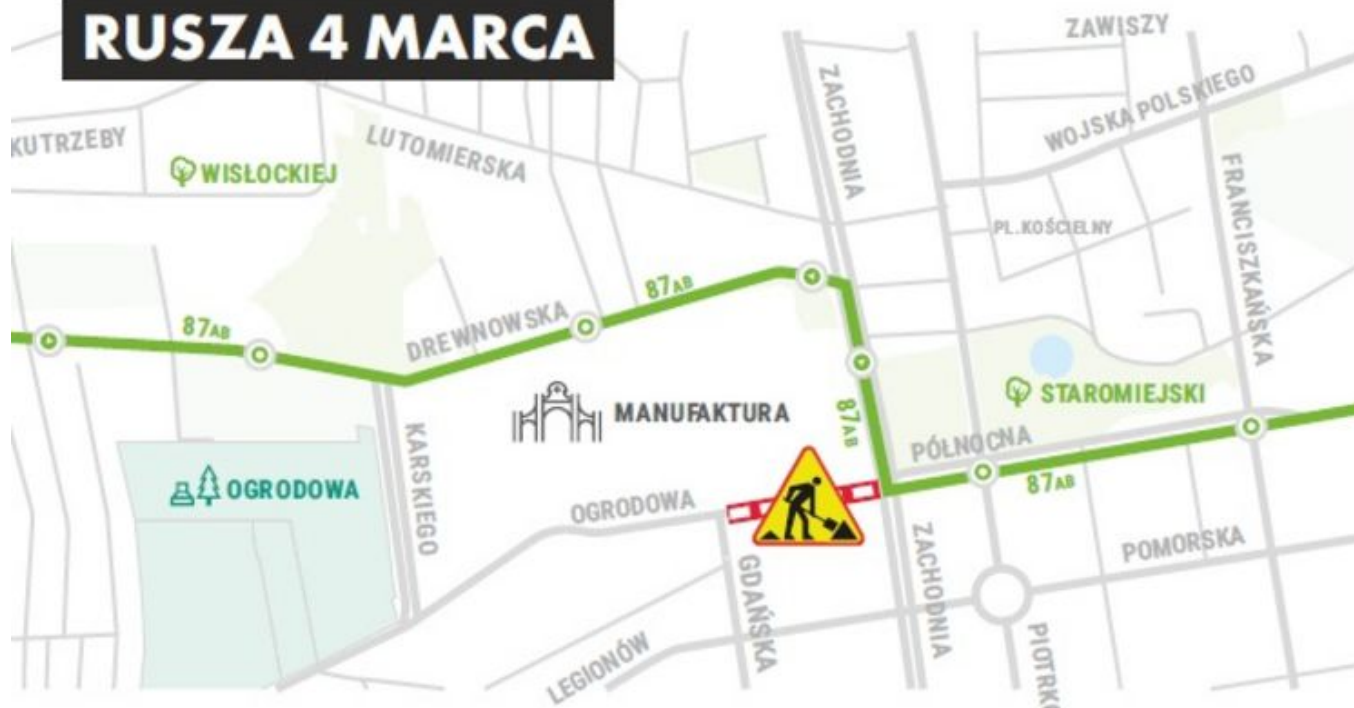 RUSZA 4 MARCA
ZAWISZY
ZACHODNIA
WOJSKA POLSKIEGO
KUTRZEBY
LUTOMIERSKA
WISŁOCKIEJ
FRANCISZKAŃSKA
PL.KOŚCIELNY
87AB
87AB
DREWNOWSKA
MANUFAKTURA
87AB
STAROMIEJSKI
PÓŁNOCNA
KARSKIEGO
OGRODOWA
87AB
OGRODOWA
ZACHODNIA
POMORSKA
GDAŃSKA
LEGIONÓW
PIOTRKO